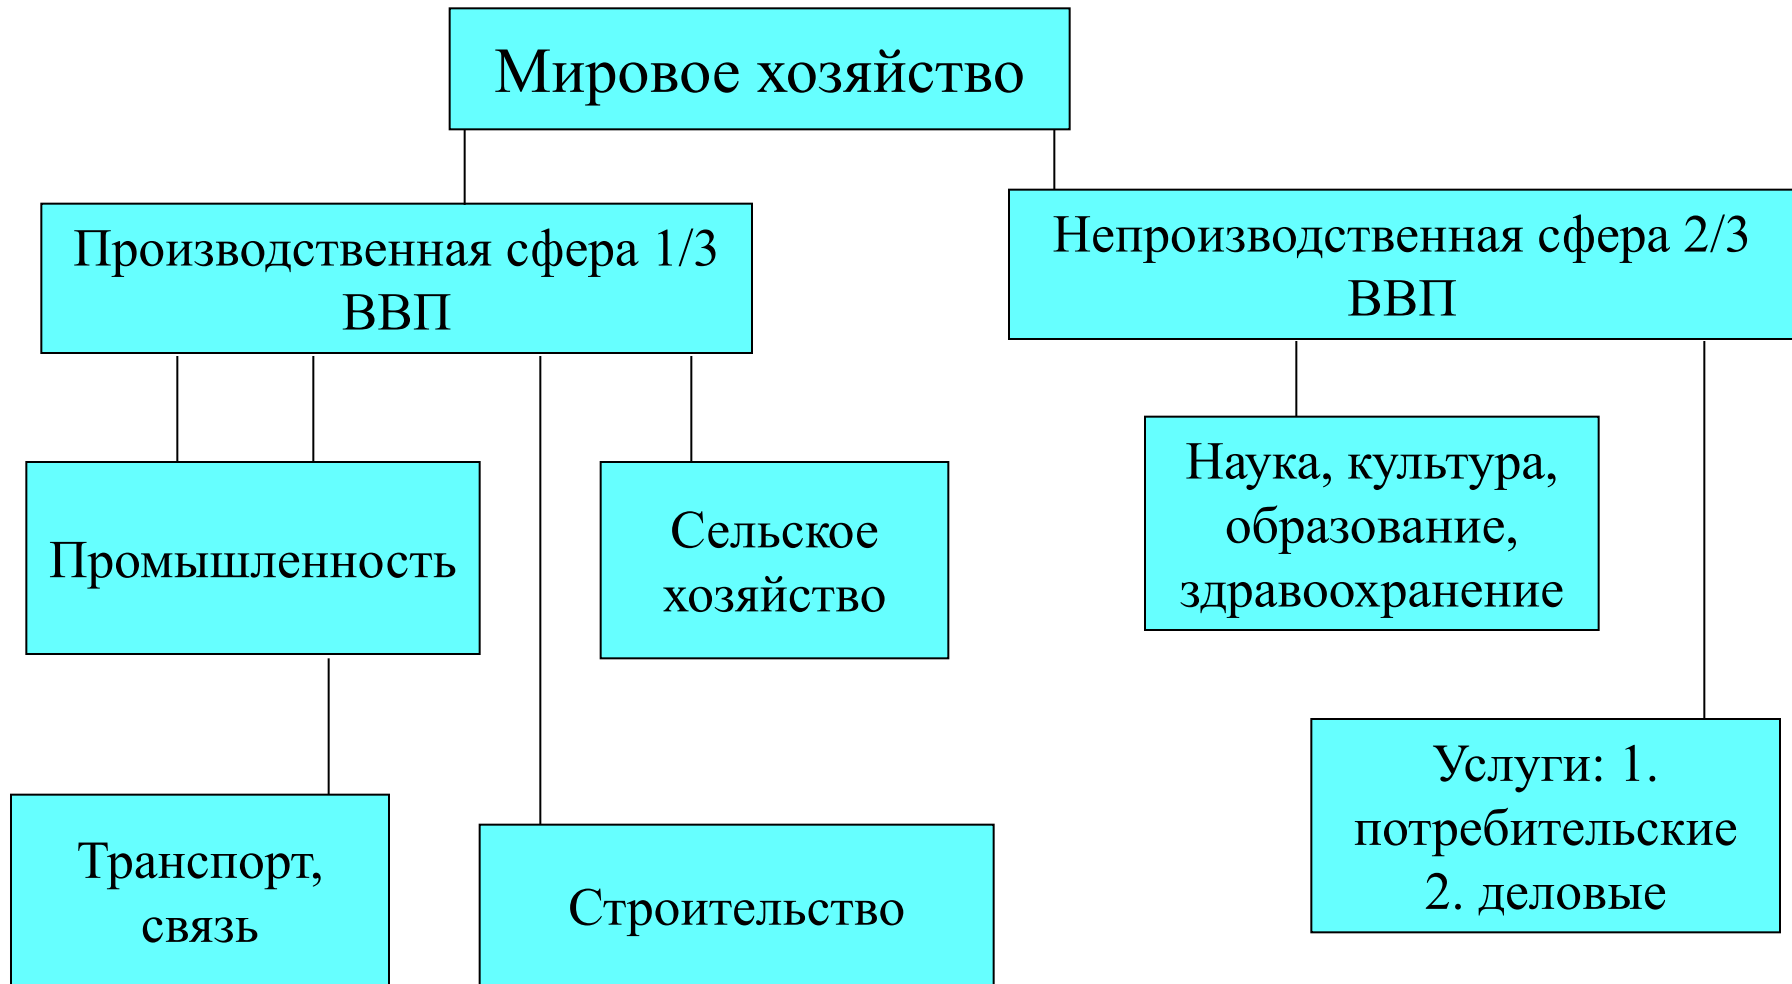 Мировое хозяйство
Производственная сфера 1/3
ВВП
Непроизводственная сфера 2/3
ВВП
Промышленность
Сельское
хозяйство
Наука, культура,
образование,
здравоохранение
Транспорт,
связь
Строительство
Услуги: 1.
потребительские
2. деловые